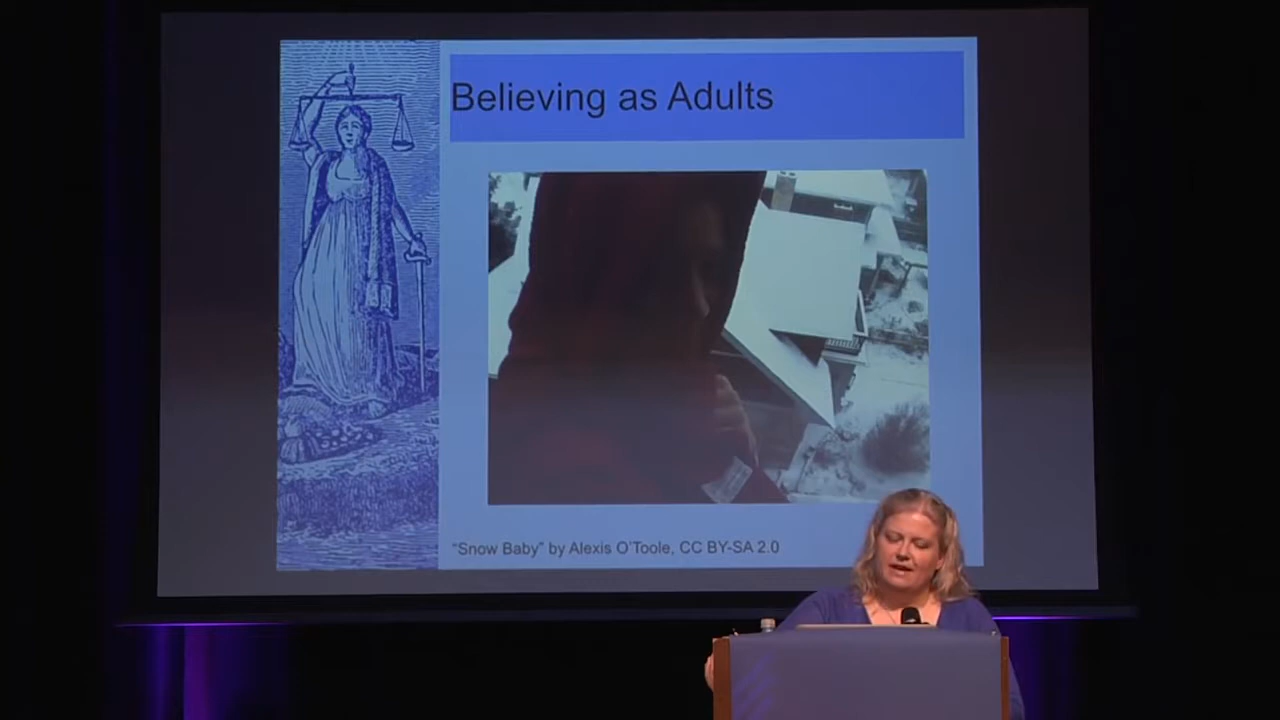 Believing as Adults
“Snow Baby” by Alexis O’Toole, CC BY-SA 2.0